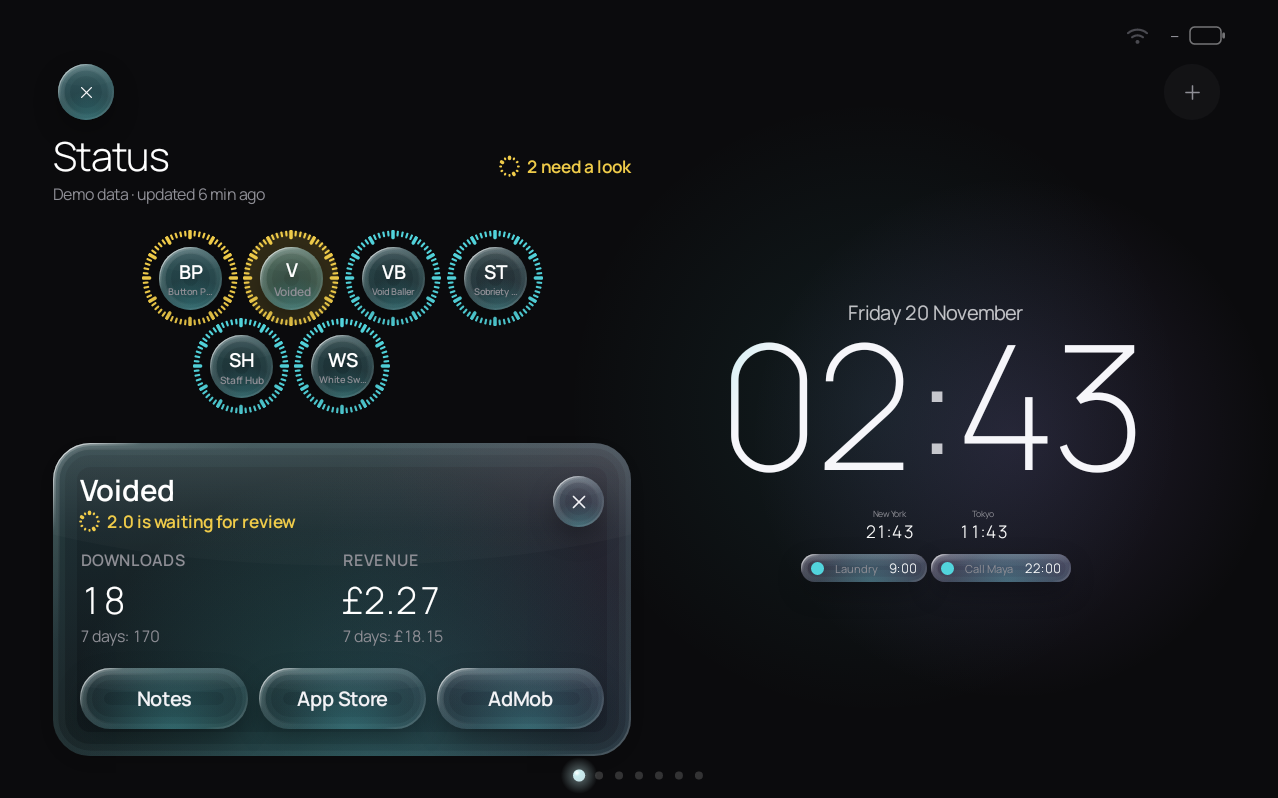 Status
2 need a look
Demo data · updated 6 min ago
BP
Button P...
V
Voided
VB
Void Baller
ST
Sobriety ...
SH
Staff Hub
WS
White Sw...
Voided
2.0 is waiting for review
DOWNLOADS
REVENUE
18
£2.27
7 days: 170
7 days: £18.15
Notes
App Store
AdMob
Friday 20 November
02:43
New York
Tokyo
21:43
11:43
Laundry 9:00
Call Maya 22:00